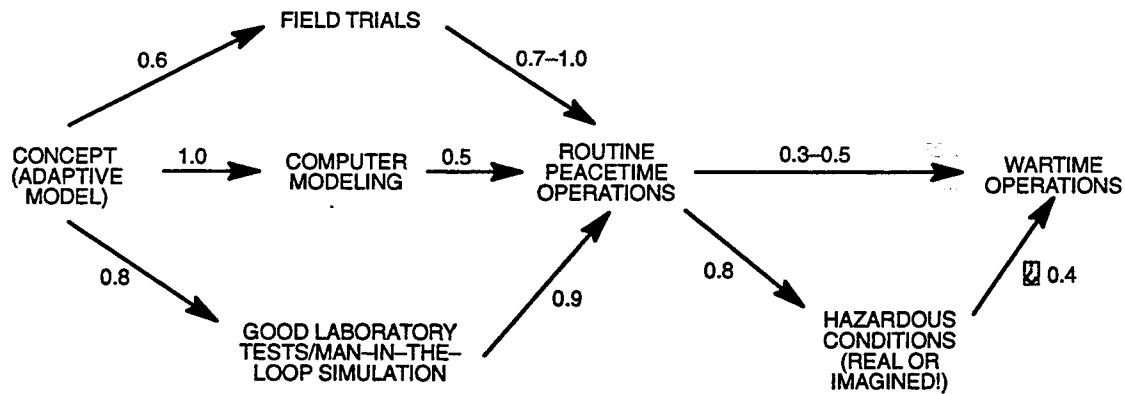 FIELD TRIALS
0.6
0.7–1.0
CONCEPT
(ADAPTIVE
MODEL)
1.0
COMPUTER
MODELING
0.5
ROUTINE
PEACETIME
OPERATIONS
0.3–0.5
WARTIME
OPERATIONS
0.8
0.9
0.8
0.4
GOOD LABORATORY
TESTS/MAN–IN–THE–
LOOP SIMULATION
HAZARDOUS
CONDITIONS
(REAL OR
IMAGINED!)